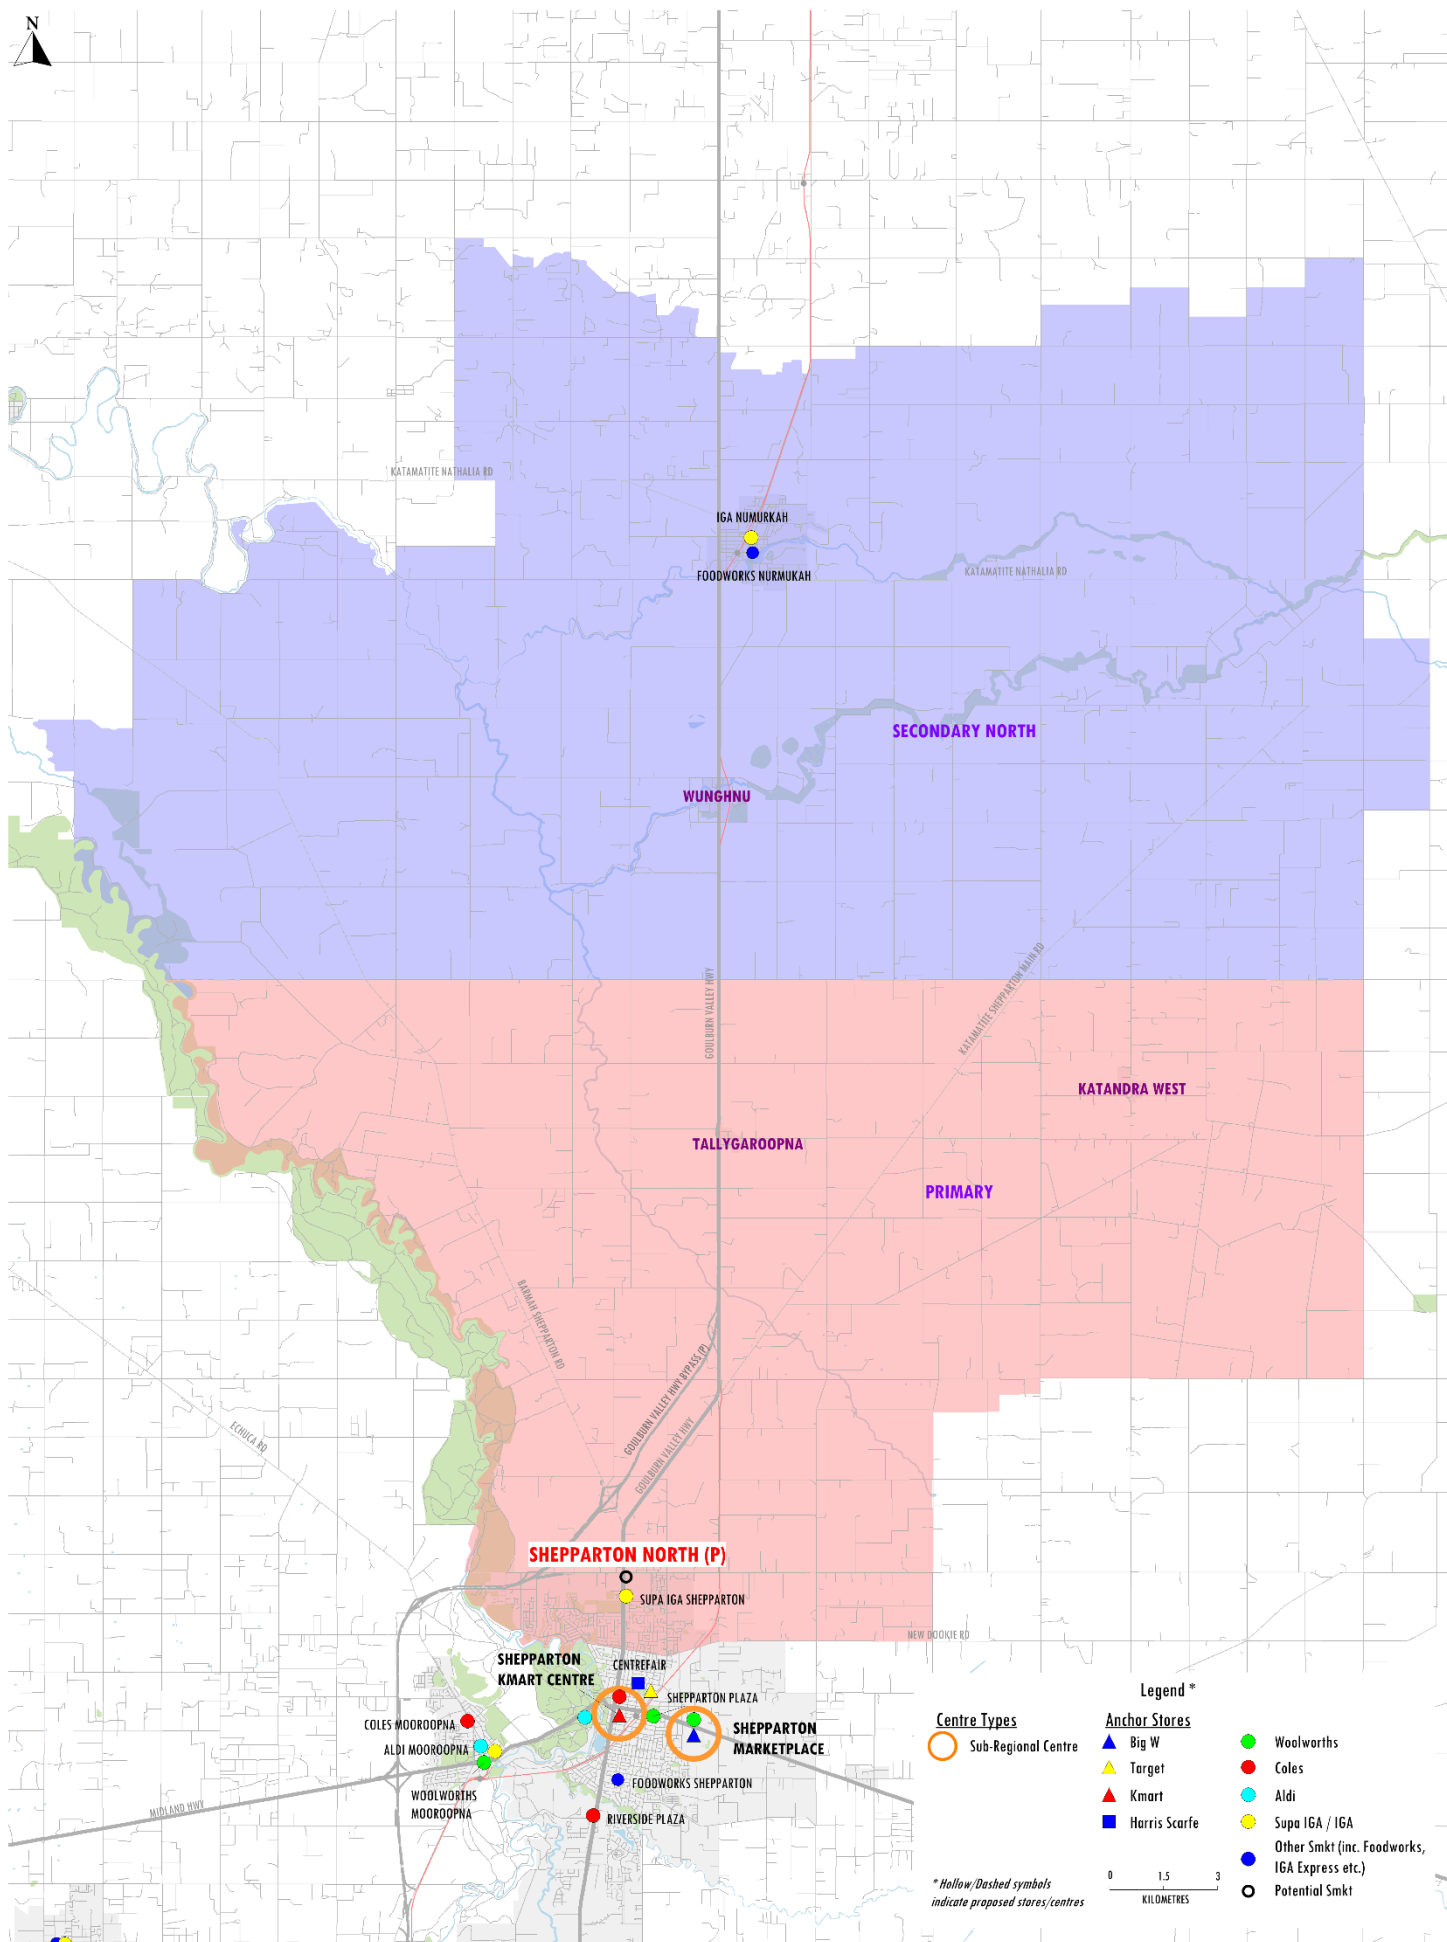 N
KATAMATITE NATHALIA RD
IGA NUMURKAH
FOODWORKS NURMUKAH
KATAMATITE NATHALIA RD
SECONDARY NORTH
WUNGHNU
GOULBURN VALLEY HWY
KATAMATITE SHEPPARTON MAIN RD
KATANDRA WEST
TALLYGAROOPNA
PRIMARY
BARMAH SHEPPARTON RD
GOULBURN VALLEY HWY BYPASS (P)
GOULBURN VALLEY HWY
ECHUCA RD
SHEPPARTON NORTH (P)
SUPA IGA SHEPPARTON
NEW DOOKIE RD
SHEPPARTON
KMART CENTRE
CENTREFAIR
SHEPPARTON PLAZA
COLES MOOROOPNA
ALDI MOOROOPNA
SHEPPARTON
MARKETPLACE
WOOLWORTHS
MOOROOPNA
FOODWORKS SHEPPARTON
MIDLAND HWY
RIVERSIDE PLAZA
Legend *
Centre Types
Sub-Regional Centre
Anchor Stores
Big W
Target
Kmart
Harris Scarfe
Woolworths
Coles
Aldi
Supa IGA / IGA
Other Smkt (inc. Foodworks,
IGA Express etc.)
Potential Smkt
* Hollow/Dashed symbols
indicate proposed stores/centres
0 1.5 3
KILOMETRES